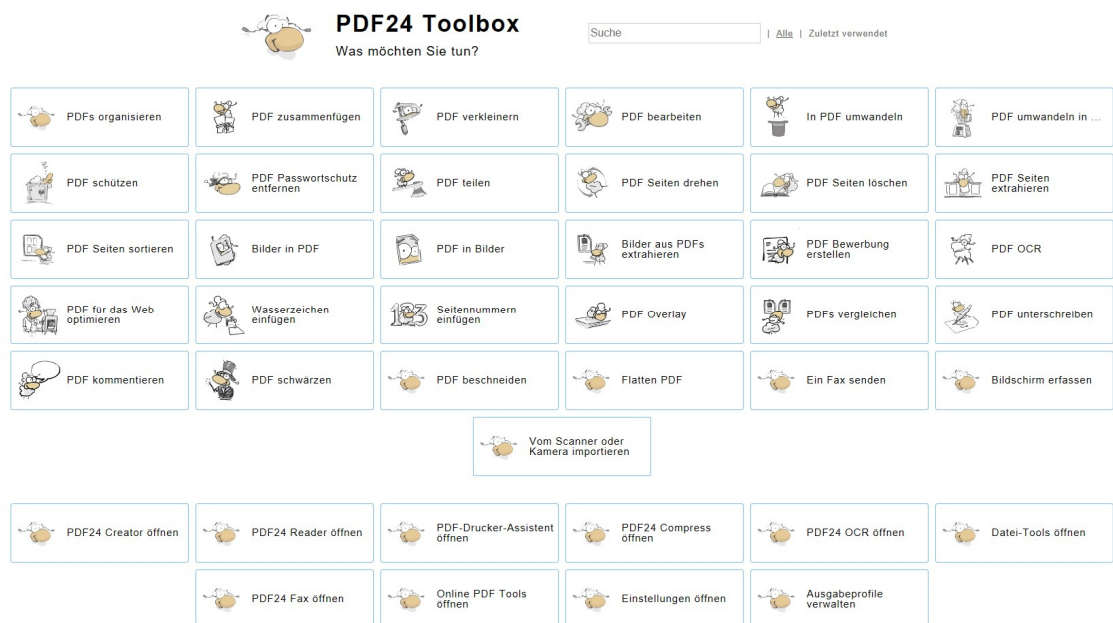 PDF24 Toolbox
Was möchten Sie tun?
Suche | Alle | Zuletzt verwendet
PDFs organisieren
PDF zusammenfügen
PDF verkleinern
PDF bearbeiten
In PDF umwandeln
PDF umwandeln in ...
PDF schützen
PDF Passwortschutz
entfernen
PDF teilen
PDF Seiten drehen
PDF Seiten löschen
PDF Seiten
extrahieren
PDF Seiten sortieren
Bilder in PDF
PDF in Bilder
Bilder aus PDFs
extrahieren
PDF Bewerbung
erstellen
PDF OCR
PDF für das Web
optimieren
Wasserzeichen
einfügen
123
Seitennummern
einfügen
PDF Overlay
PDFs vergleichen
PDF unterschreiben
PDF kommentieren
PDF schwärzen
PDF beschneiden
Flatten PDF
Ein Fax senden
Bildschirm erfassen
Vom Scanner oder
Kamera importieren
PDF24 Creator öffnen
PDF24 Reader öffnen
PDF-Drucker-Assistent
öffnen
PDF24 Compress
öffnen
PDF24 OCR öffnen
Datei-Tools öffnen
PDF24 Fax öffnen
Online PDF Tools
öffnen
Einstellungen öffnen
Ausgabeprofile
verwalten